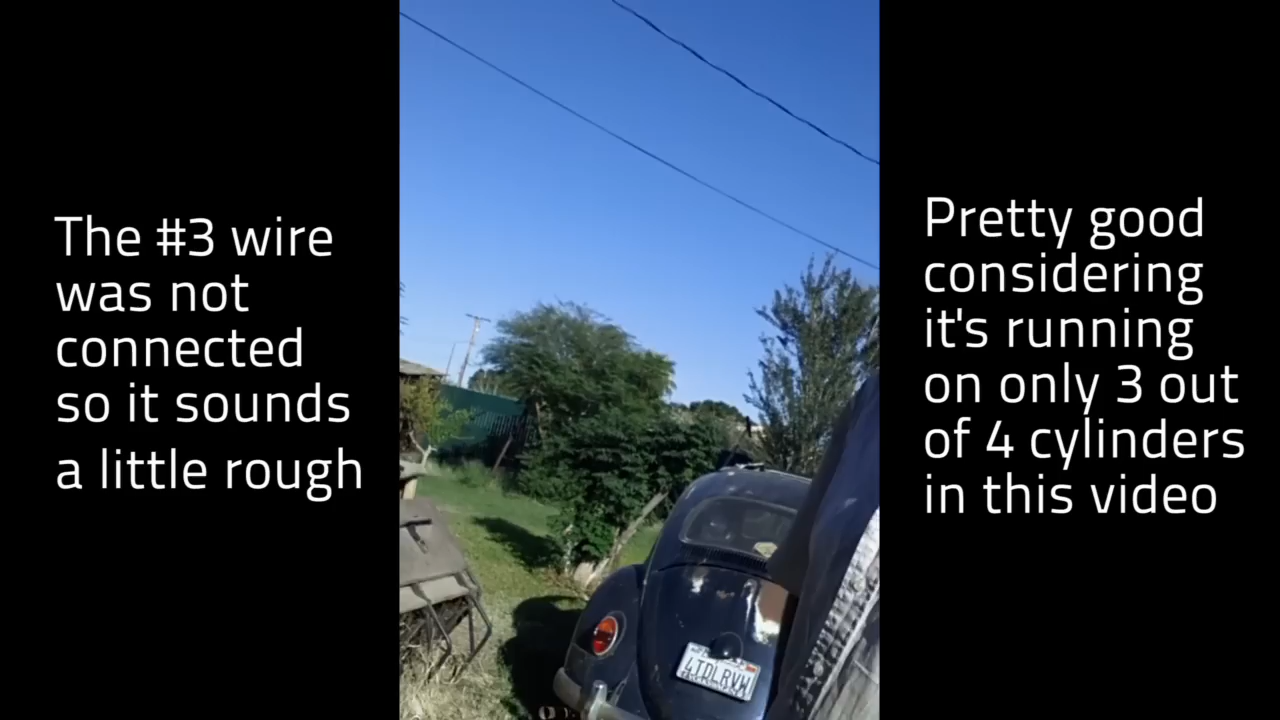 The #3 wire
was not
connected
so it sounds
a little rough
Pretty good
considering
it's running
on only 3 out
of 4 cylinders
in this video
4TDLRVW